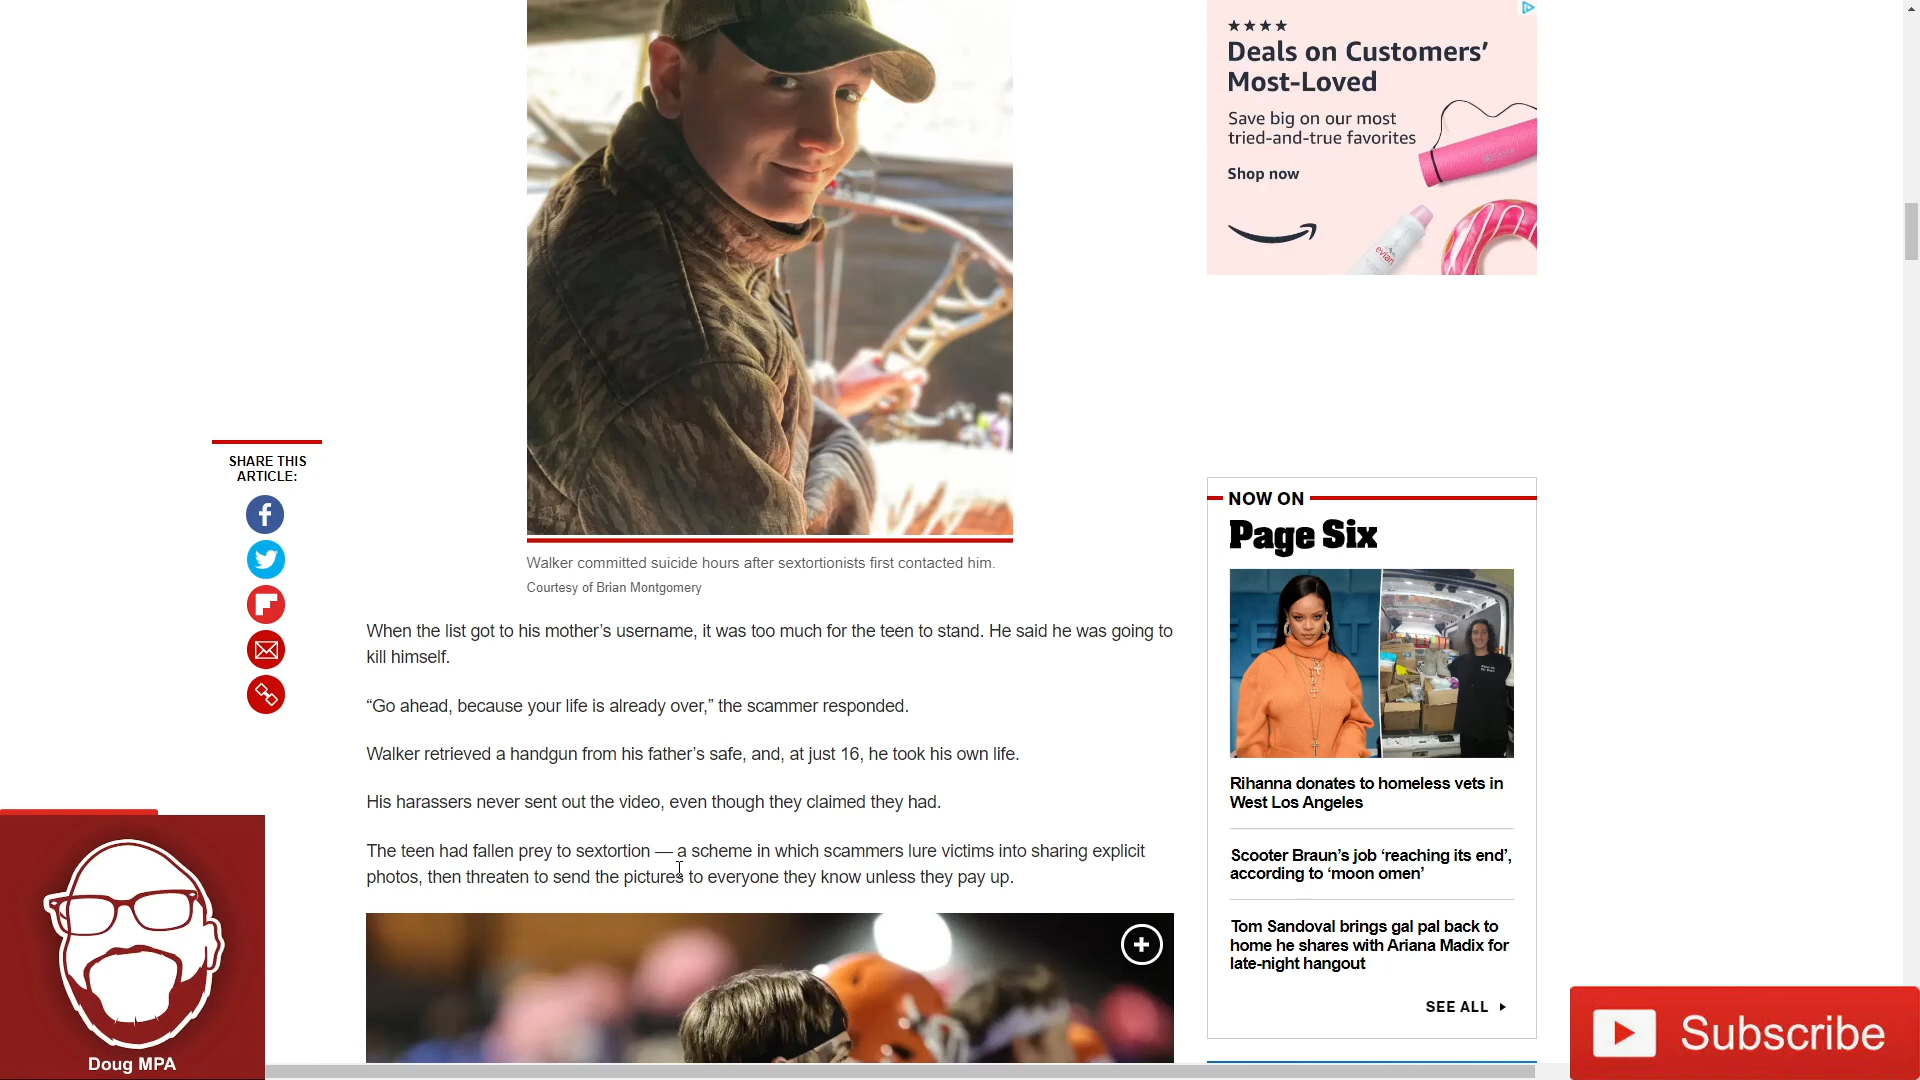 Deals on Customers’
Most-Loved
Save big on our most
tried-and-true favorites
Shop now
evian
SHARE THIS
ARTICLE:
Walker committed suicide hours after sextortionists first contacted him.
Courtesy of Brian Montgomery
When the list got to his mother’s username, it was too much for the teen to stand. He said he was going to
kill himself.
“Go ahead, because your life is already over,” the scammer responded.
Walker retrieved a handgun from his father’s safe, and, at just 16, he took his own life.
His harassers never sent out the video, even though they claimed they had.
The teen had fallen prey to sextortion — a scheme in which scammers lure victims into sharing explicit
photos, then threaten to send the pictures to everyone they know unless they pay up.
NOW ON
Page Six
Rihanna donates to homeless vets in
West Los Angeles
Scooter Braun’s job ‘reaching its end’,
according to ‘moon omen’
Tom Sandoval brings gal pal back to
home he shares with Ariana Madix for
late-night hangout
SEE ALL
Doug MPA
Subscribe